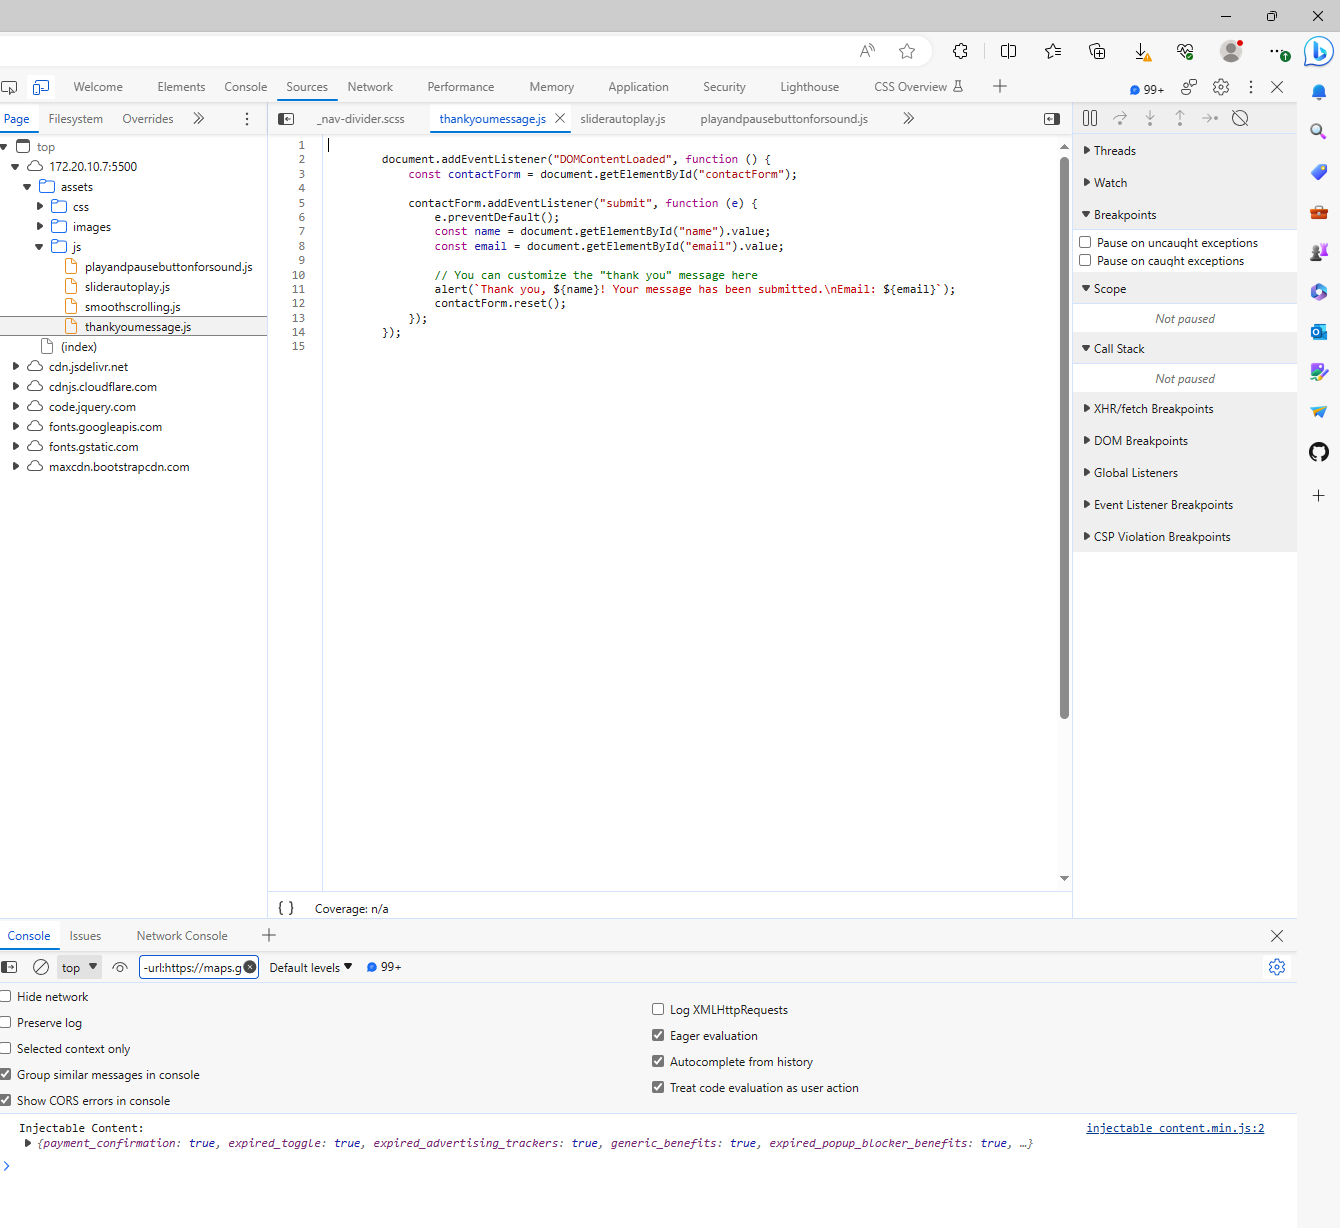 Welcome Elements Console Sources Network Performance Memory Application Security Lighthouse CSS Overview 99+
Page Filesystem Overrides
_nav-divider.scss thankyoumessage.js sliderautoplay.js playandpausebuttonforsound.js
top
172.20.10.7:5500
assets
css
images
js
playandpausebuttonforsound.js
sliderautoplay.js
smoothscrolling.js
thankyoumessage.js
(index)
cdn.jsdelivr.net
cdnjs.cloudflare.com
code.jquery.com
fonts.googleapis.com
fonts.gstatic.com
maxcdn.bootstrapcdn.com
1
2 document.addEventListener("DOMContentLoaded", function () {
3 const contactForm = document.getElementById("contactForm");
4
5 contactForm.addEventListener("submit", function (e) {
6 e.preventDefault();
7 const name = document.getElementById("name").value;
8 const email = document.getElementById("email").value;
9
10 // You can customize the "thank you" message here
11 alert(`Thank you, ${name}! Your message has been submitted.\nEmail: ${email}`);
12 contactForm.reset();
13 });
14 });
15
{ } Coverage: n/a
Threads
Watch
Breakpoints
Pause on uncaught exceptions
Pause on caught exceptions
Scope
Not paused
Call Stack
Not paused
XHR/fetch Breakpoints
DOM Breakpoints
Global Listeners
Event Listener Breakpoints
CSP Violation Breakpoints
Console Issues Network Console
top -url:https://maps.g Default levels 99+
Hide network
Preserve log
Selected context only
Group similar messages in console
Show CORS errors in console
Log XMLHttpRequests
Eager evaluation
Autocomplete from history
Treat code evaluation as user action
Injectable Content: injectable content.min.js:2
{payment_confirmation: true, expired_toggle: true, expired_advertising_trackers: true, generic_benefits: true, expired_popup_blocker_benefits: true, …}